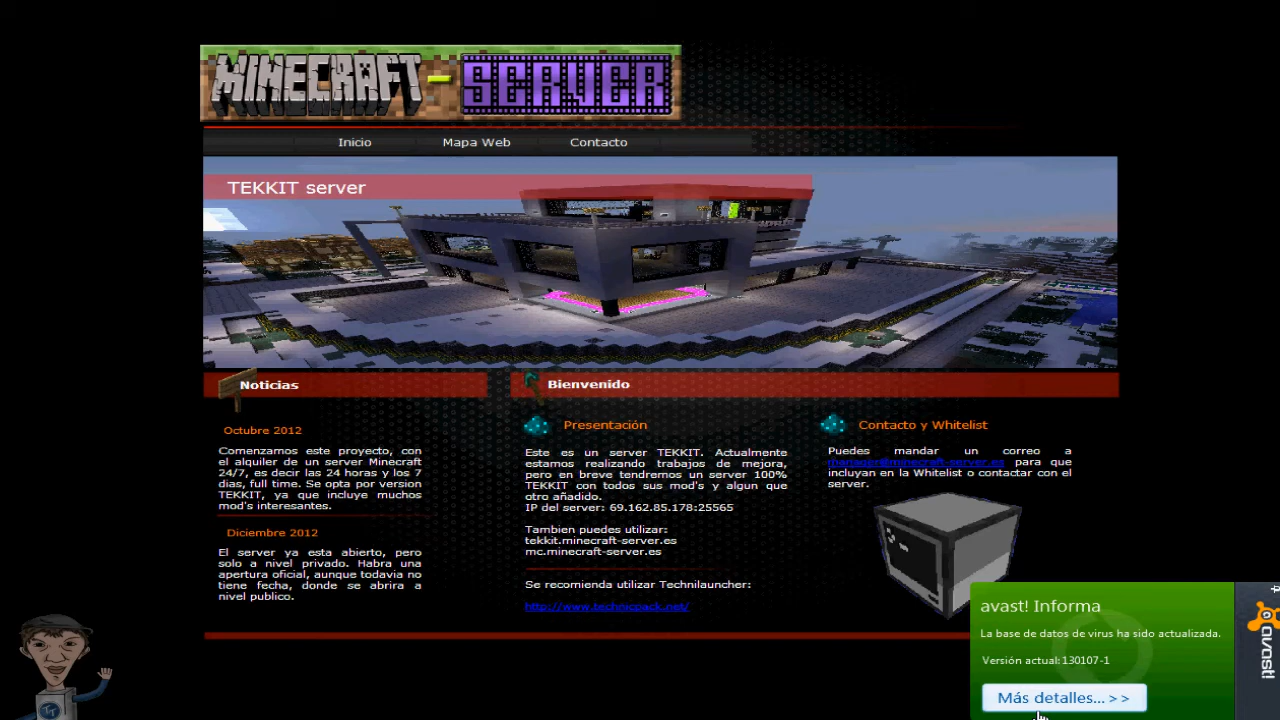 MINECRAFT-SERVER
Inicio Mapa Web Contacto
TEKKIT server
Noticias
Octubre 2012
Comenzamos este proyecto, con
el alquiler de un server Minecraft
24/7, es decir las 24 horas y los 7
dias, full time. Se opta por version
TEKKIT, ya que incluye muchos
mod's interesantes.
Diciembre 2012
El server ya esta abierto, pero
solo a nivel privado. Habra una
apertura oficial, aunque todavia no
tiene fecha, donde se abrira a
nivel publico.
Bienvenido
Presentación
Este es un server TEKKIT. Actualmente
estamos realizando trabajos de mejora,
pero en breve tendremos un server 100%
TEKKIT con todos sus mod's y algun que
otro añadido.
IP del server: 69.162.85.178:25565
Tambien puedes utilizar:
tekkit.minecraft-server.es
mc.minecraft-server.es
Se recomienda utilizar Technilauncher:
http://www.technicpack.net/
Contacto y Whitelist
Puedes mandar un correo a
manager@minecraft-server.es para que
incluyan en la Whitelist o contactar con el
server.
avast! Informa
La base de datos de virus ha sido actualizada.
Versión actual:130107-1
Más detalles... >>
avast!
TT